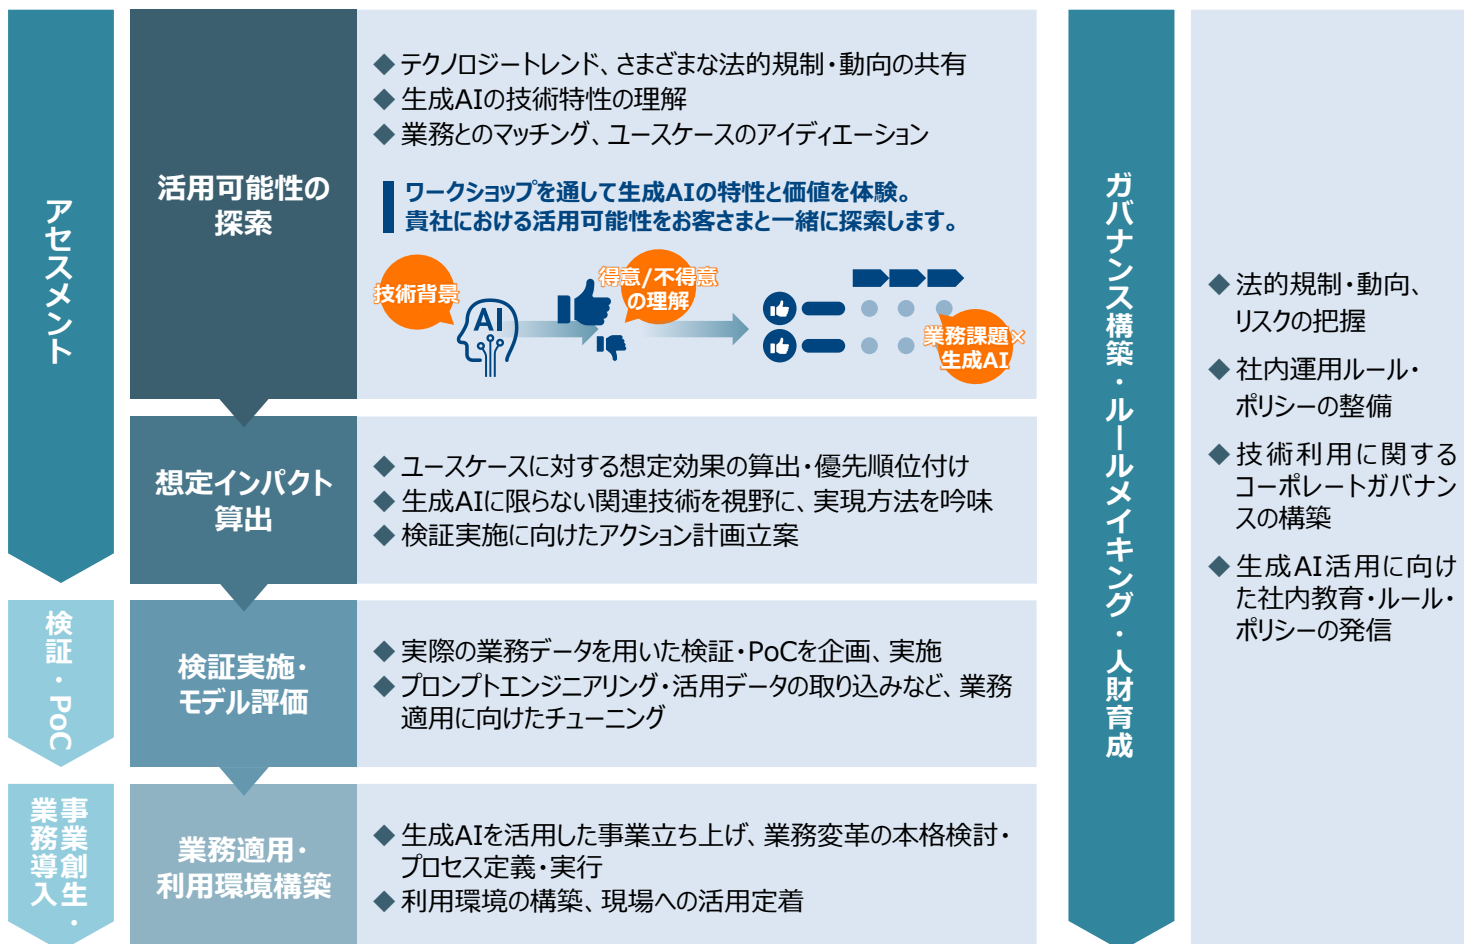 アセスメント
活用可能性の
探索
◆ テクノロジートレンド、さまざまな法的規制・動向の共有
◆ 生成AIの技術特性の理解
◆ 業務とのマッチング、ユースケースのアイディエーション
ワークショップを通して生成AIの特性と価値を体験。
貴社における活用可能性をお客さまと一緒に探索します。
技術背景
AI
得意/不得意
の理解
業務課題×
生成AI
想定インパクト
算出
◆ ユースケースに対する想定効果の算出・優先順位付け
◆ 生成AIに限らない関連技術を視野に、実現方法を吟味
◆ 検証実施に向けたアクション計画立案
検証・PoC
検証実施・
モデル評価
◆ 実際の業務データを用いた検証・PoCを企画、実施
◆ プロンプトエンジニアリング・活用データの取り込みなど、業務
適用に向けたチューニング
事業創生・
業務導入
業務適用・
利用環境構築
◆ 生成AIを活用した事業立ち上げ、業務変革の本格検討・
プロセス定義・実行
◆ 利用環境の構築、現場への活用定着
ガバナンス構築・ルールメイキング・人財育成
◆ 法的規制・動向、
リスクの把握
◆ 社内運用ルール・
ポリシーの整備
◆ 技術利用に関する
コーポレートガバナン
スの構築
◆ 生成AI活用に向け
た社内教育・ルール・
ポリシーの発信